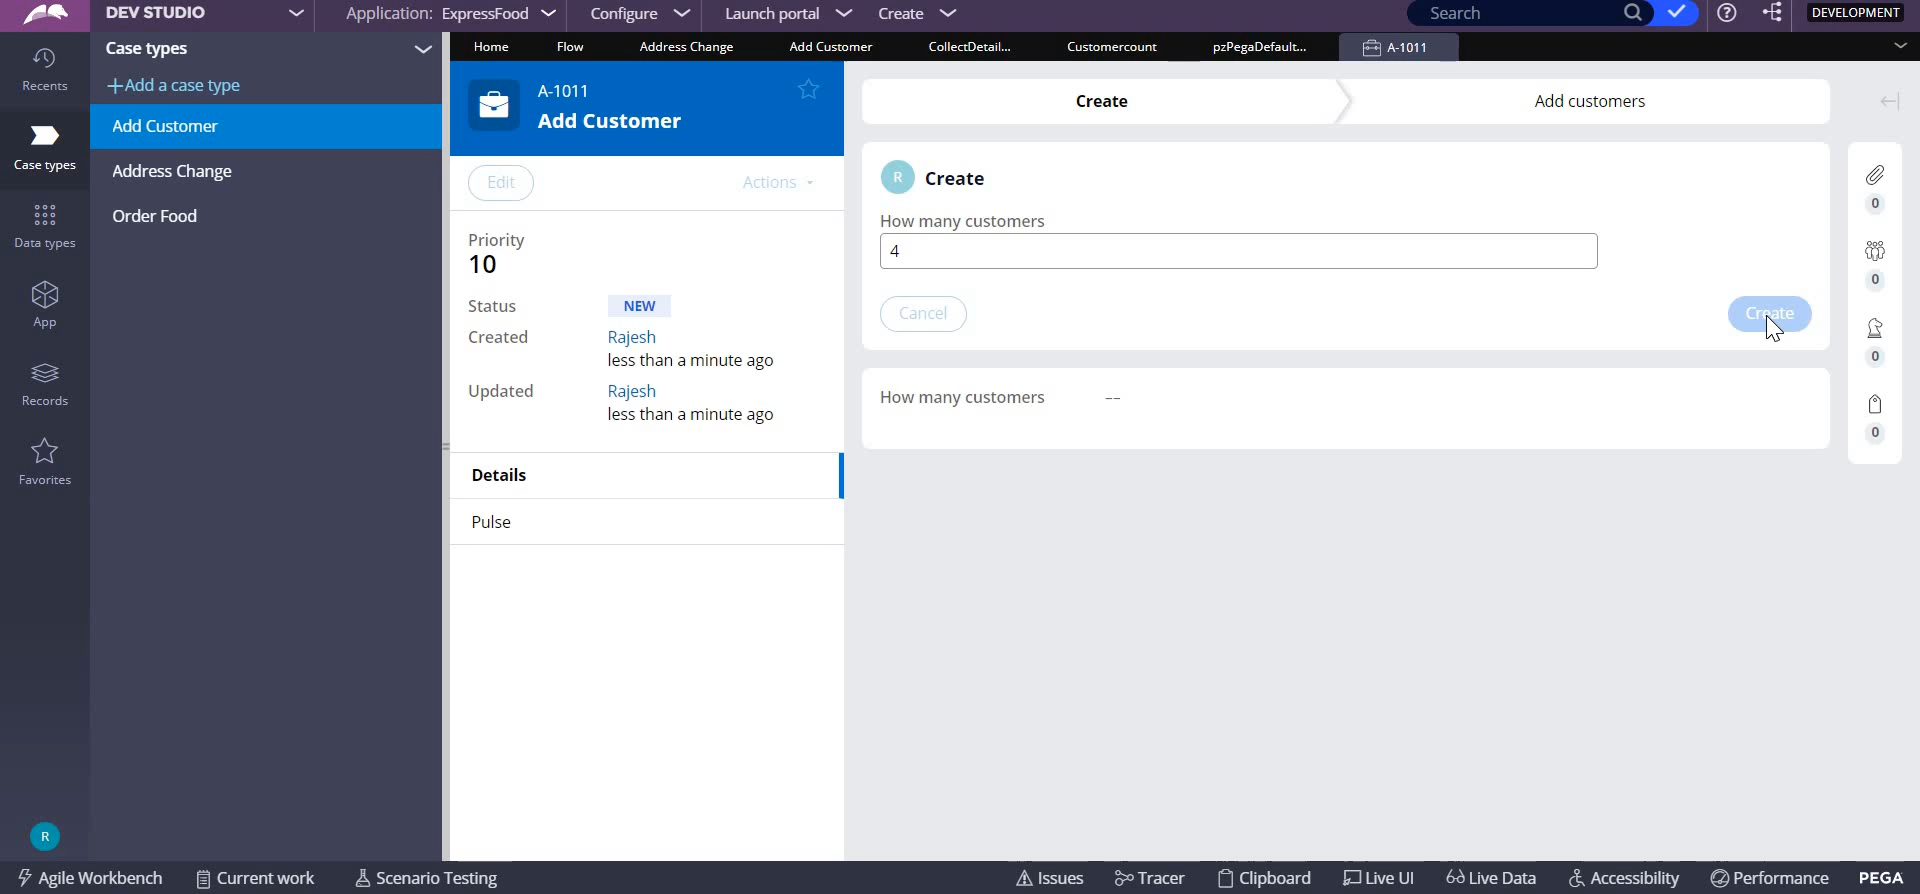 DEV STUDIO
Application: ExpressFood
Configure
Launch portal
Create
Search
DEVELOPMENT
Recents
Case types
Data types
App
Records
Favorites
R
Case types
+Add a case type
Add Customer
Address Change
Order Food
Home
Flow
Address Change
Add Customer
CollectDetail...
Customercount
pzPegaDefault...
A-1011
A-1011
Add Customer
Edit
Actions
Priority
10
Status NEW
Created Rajesh
less than a minute ago
Updated Rajesh
less than a minute ago
Details
Pulse
Create
Add customers
R Create
How many customers
4
Cancel
Create
How many customers --
0
0
0
0
Agile Workbench
Current work
Scenario Testing
Issues
Tracer
Clipboard
Live UI
Live Data
Accessibility
Performance
PEGA